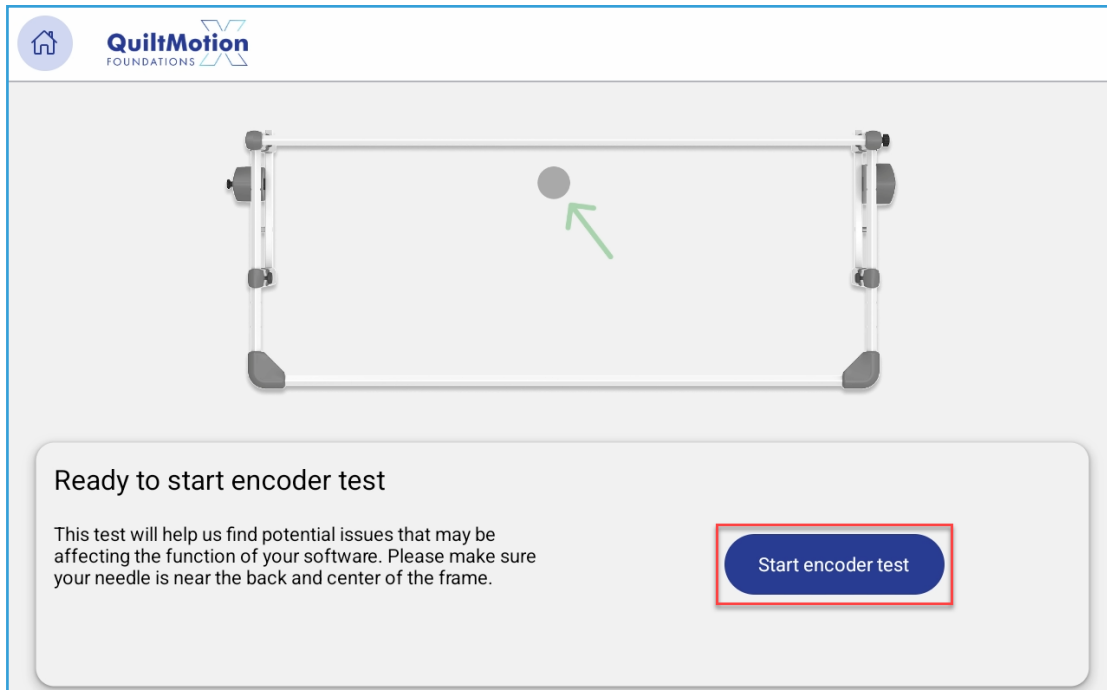 QuiltMotion
FOUNDATIONS
Ready to start encoder test
This test will help us find potential issues that may be
affecting the function of your software. Please make sure
your needle is near the back and center of the frame.
Start encoder test